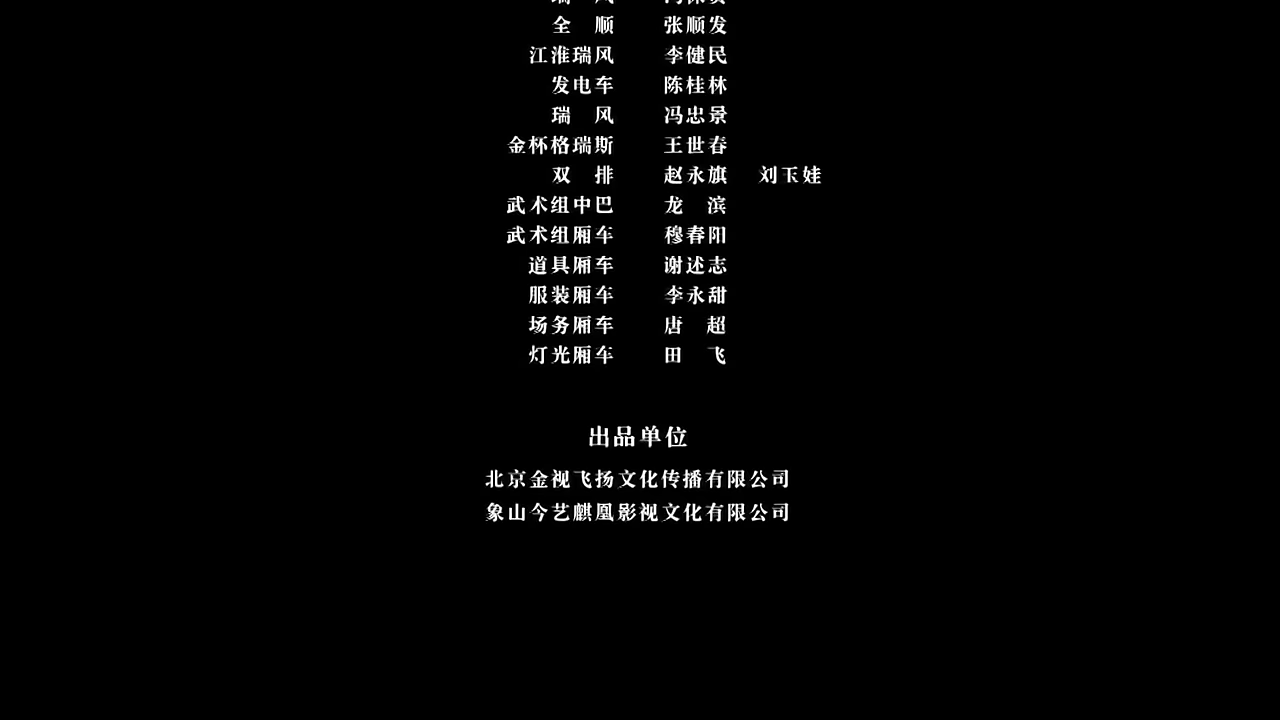 瑞 风
全 顺 张顺发
江淮瑞风 李健民
发电车 陈桂林
瑞 风 冯忠景
金杯格瑞斯 王世春
双 排 赵永旗 刘玉娃
武术组中巴 龙 滨
武术组厢车 穆春阳
道具厢车 谢述志
服装厢车 李永甜
场务厢车 唐 超
灯光厢车 田 飞
出品单位
北京金视飞扬文化传播有限公司
象山今艺麒凰影视文化有限公司